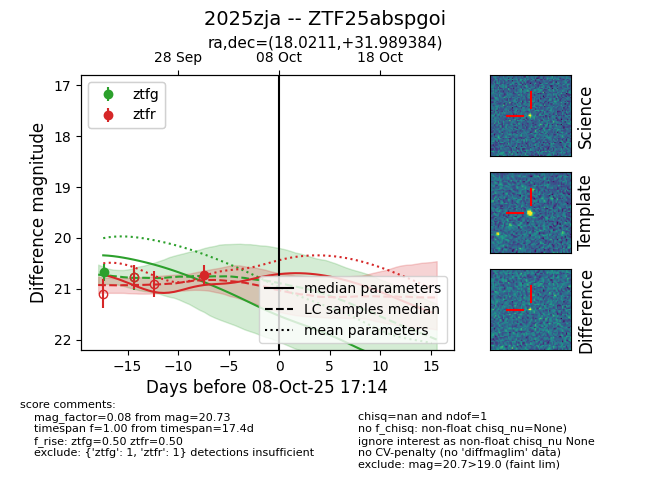 2025zja -- ZTF25abspgoi
ra,dec=(18.0211,+31.989384)
28 Sep
08 Oct
18 Oct
17
18
19
20
21
22
Difference magnitude
ztfg
ztfr
median parameters
LC samples median
mean parameters
−15
−10
−5
0
5
10
15
Days before 08-Oct-25 17:14
Science
Template
Difference
score comments:
mag_factor=0.08 from mag=20.73
timespan f=1.00 from timespan=17.4d
f_rise: ztfg=0.50 ztfr=0.50
exclude: {'ztfg': 1, 'ztfr': 1} detections insufficient
chisq=nan and ndof=1
no f_chisq: non-float chisq_nu=None)
ignore interest as non-float chisq_nu None
no CV-penalty (no 'diffmaglim' data)
exclude: mag=20.7>19.0 (faint lim)